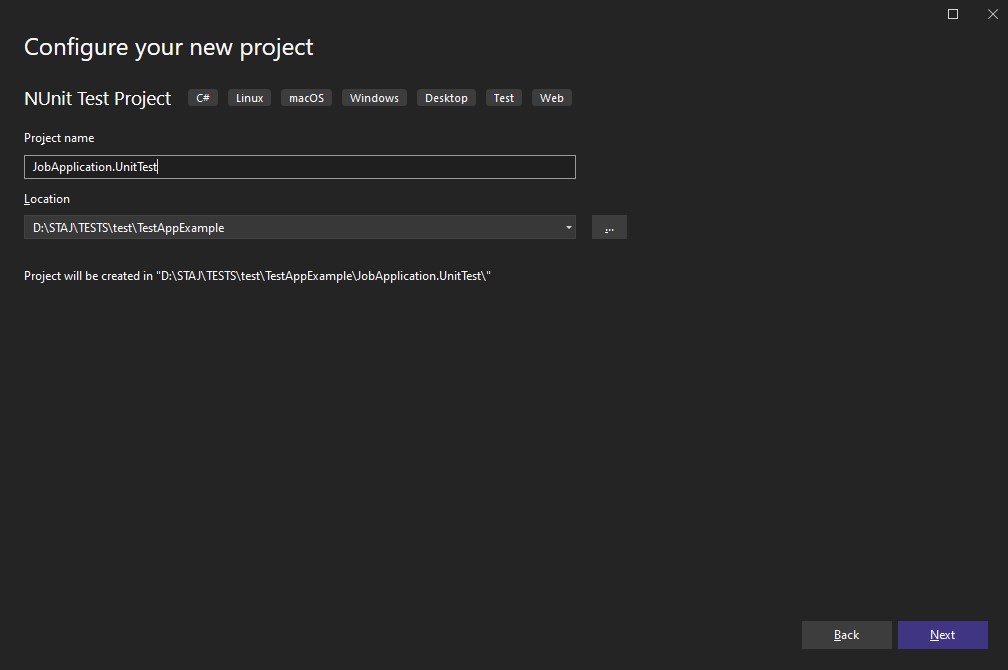 Configure your new project
NUnit Test Project C# Linux macOS Windows Desktop Test Web
Project name
JobApplication.UnitTest
Location
D:\STAJ\TESTS\test\TestAppExample ...
Project will be created in "D:\STAJ\TESTS\test\TestAppExample\JobApplication.UnitTest\"
Back Next